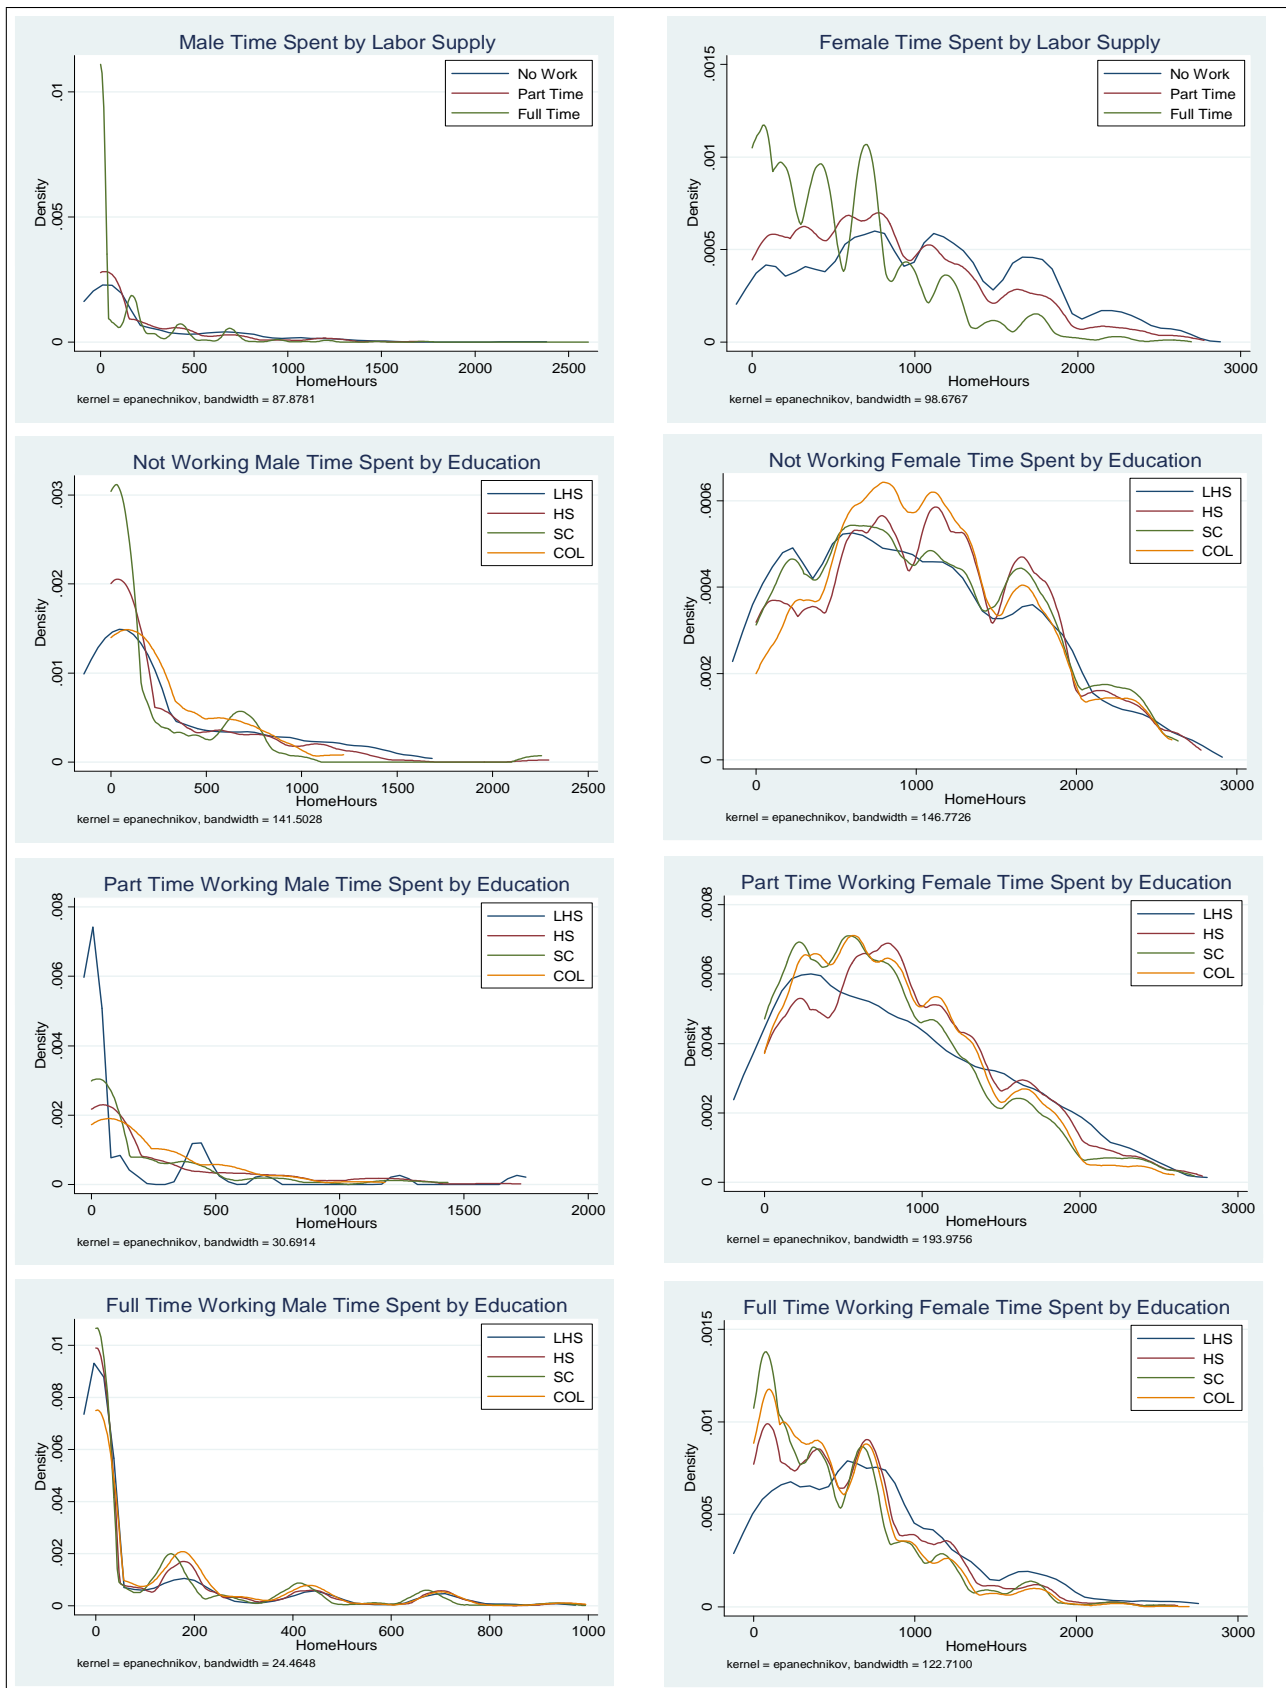 Male Time Spent by Labor Supply
No Work
Part Time
Full Time
Density
0
.005
.01
0 500 1000 1500 2000 2500
HomeHours
kernel = epanechnikov, bandwidth = 87.8781
Female Time Spent by Labor Supply
No Work
Part Time
Full Time
Density
0
.0005
.001
.0015
0 1000 2000 3000
HomeHours
kernel = epanechnikov, bandwidth = 98.6767
Not Working Male Time Spent by Education
LHS
HS
SC
COL
Density
0
.001
.002
.003
0 500 1000 1500 2000 2500
HomeHours
kernel = epanechnikov, bandwidth = 141.5028
Not Working Female Time Spent by Education
LHS
HS
SC
COL
Density
0
.0002
.0004
.0006
0 1000 2000 3000
HomeHours
kernel = epanechnikov, bandwidth = 146.7726
Part Time Working Male Time Spent by Education
LHS
HS
SC
COL
Density
0
.002
.004
.006
.008
0 500 1000 1500 2000
HomeHours
kernel = epanechnikov, bandwidth = 30.6914
Part Time Working Female Time Spent by Education
LHS
HS
SC
COL
Density
0
.0002
.0004
.0006
.0008
0 1000 2000 3000
HomeHours
kernel = epanechnikov, bandwidth = 193.9756
Full Time Working Male Time Spent by Education
LHS
HS
SC
COL
Density
0
.002
.004
.006
.008
.01
0 200 400 600 800 1000
HomeHours
kernel = epanechnikov, bandwidth = 24.4648
Full Time Working Female Time Spent by Education
LHS
HS
SC
COL
Density
0
.0005
.001
.0015
0 1000 2000 3000
HomeHours
kernel = epanechnikov, bandwidth = 122.7100